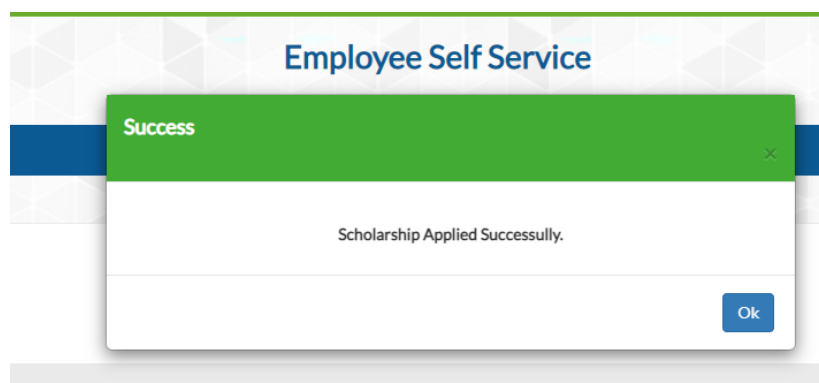 Employee Self Service
Success
×
Scholarship Applied Successully.
Ok